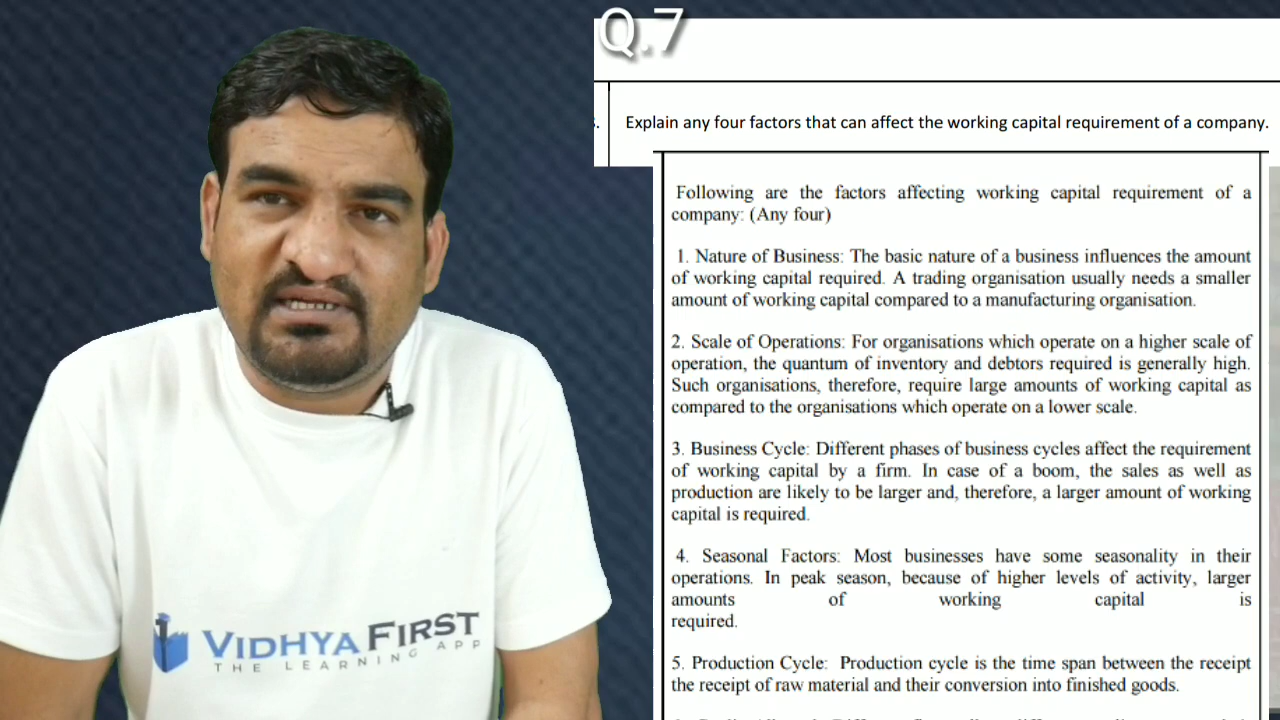 Q.7
Explain any four factors that can affect the working capital requirement of a company.
Following are the factors affecting working capital requirement of a
company: (Any four)
1. Nature of Business: The basic nature of a business influences the amount
of working capital required. A trading organisation usually needs a smaller
amount of working capital compared to a manufacturing organisation.
2. Scale of Operations: For organisations which operate on a higher scale of
operation, the quantum of inventory and debtors required is generally high.
Such organisations, therefore, require large amounts of working capital as
compared to the organisations which operate on a lower scale.
3. Business Cycle: Different phases of business cycles affect the requirement
of working capital by a firm. In case of a boom, the sales as well as
production are likely to be larger and, therefore, a larger amount of working
capital is required.
4. Seasonal Factors: Most businesses have some seasonality in their
operations. In peak season, because of higher levels of activity, larger
amounts of working capital is
required.
5. Production Cycle: Production cycle is the time span between the receipt
the receipt of raw material and their conversion into finished goods.
VIDHYA FIRST
THE LEARNING APP